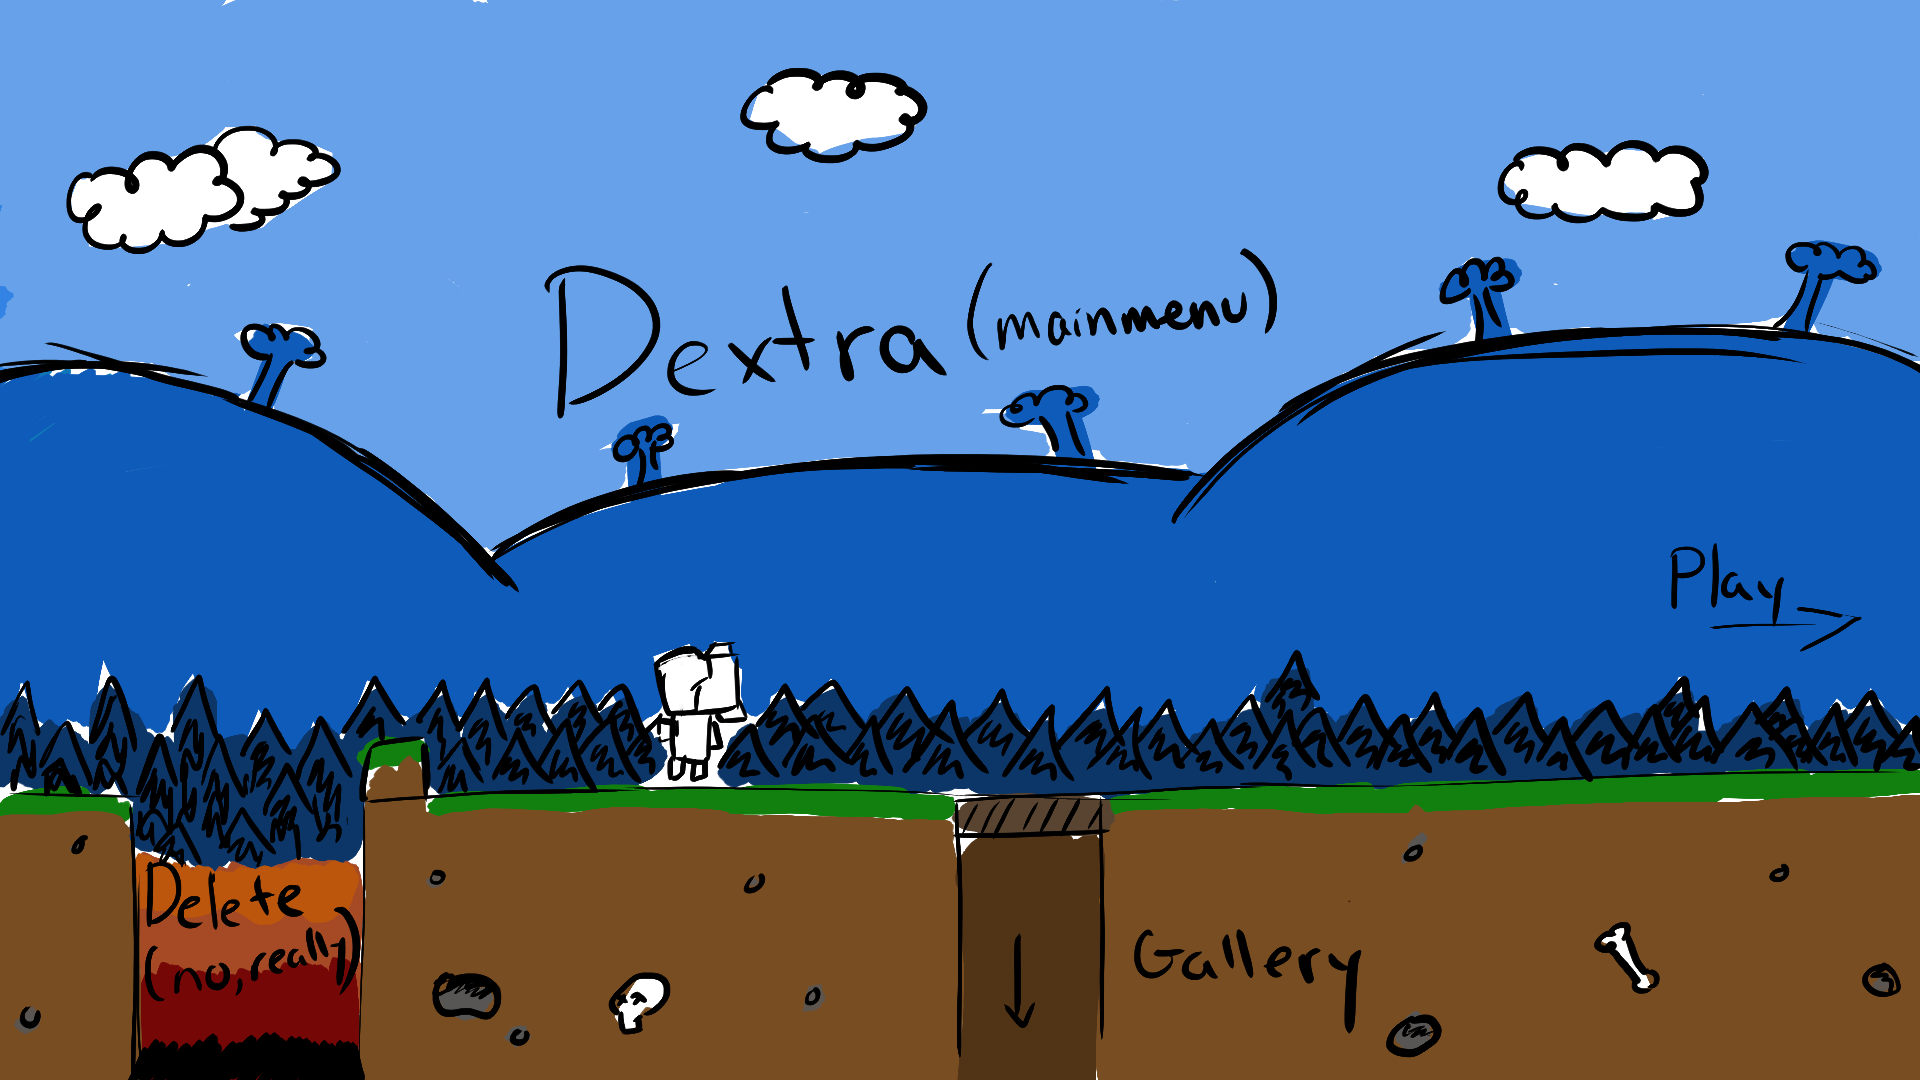 Dextra (mainmenu)
Play
Delete
(no, really)
Gallery